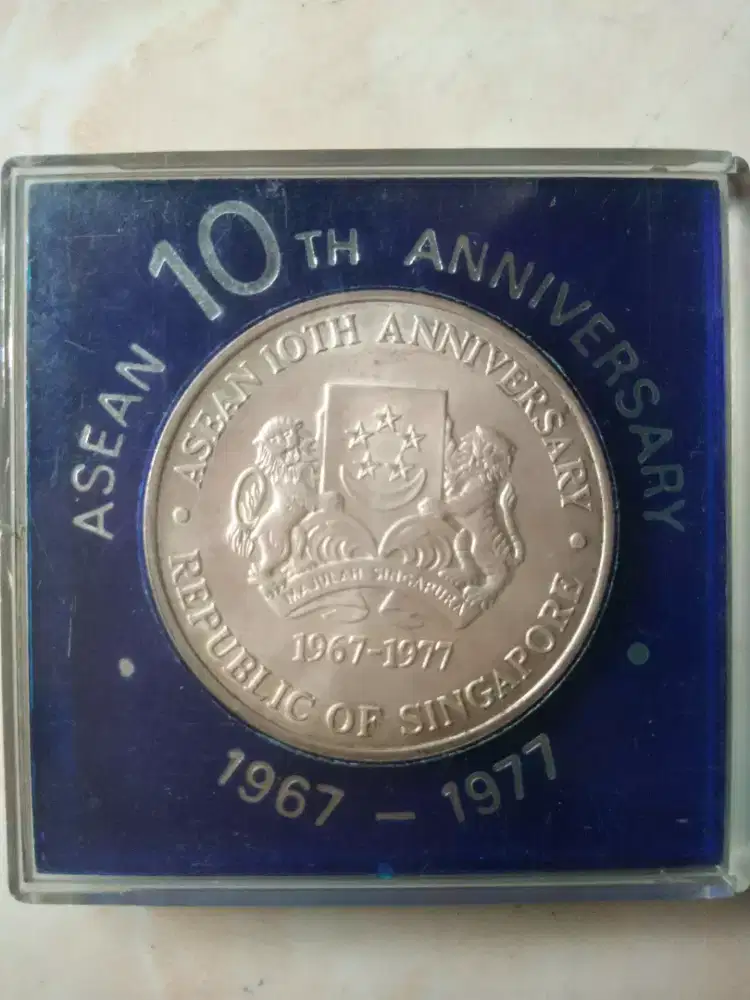 ASEAN 10TH ANNIVERSARY
ASEAN 10TH ANNIVERSARY
MAJULAH SINGAPURA
1967-1977
REPUBLIC OF SINGAPORE
1967 – 1977